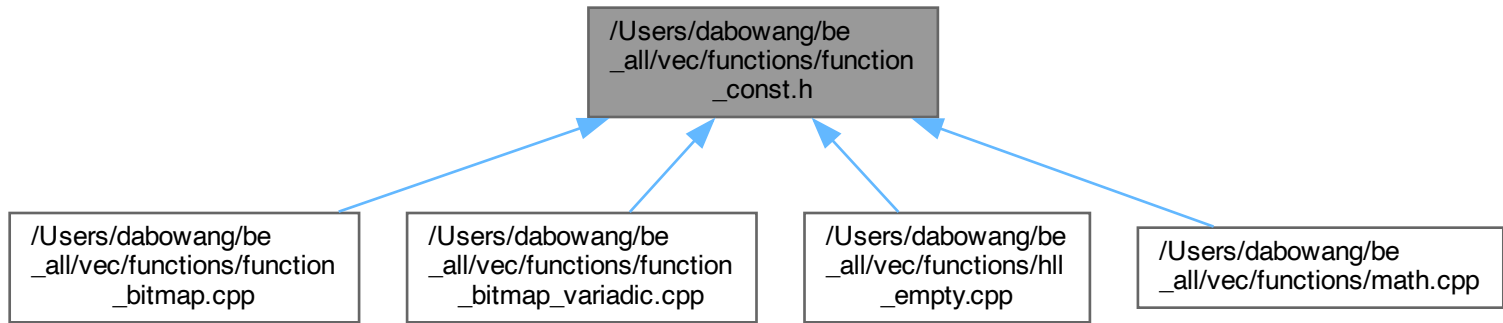 /Users/dabowang/be
_all/vec/functions/function
_const.h
/Users/dabowang/be
_all/vec/functions/function
_bitmap.cpp
/Users/dabowang/be
_all/vec/functions/function
_bitmap_variadic.cpp
/Users/dabowang/be
_all/vec/functions/hll
_empty.cpp
/Users/dabowang/be
_all/vec/functions/math.cpp